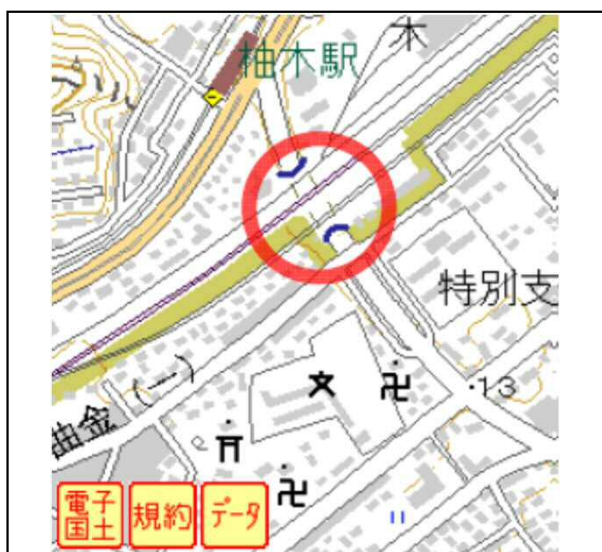 木
柚木駅
特別支
13
曲金(一)
電子国土
規約
データ